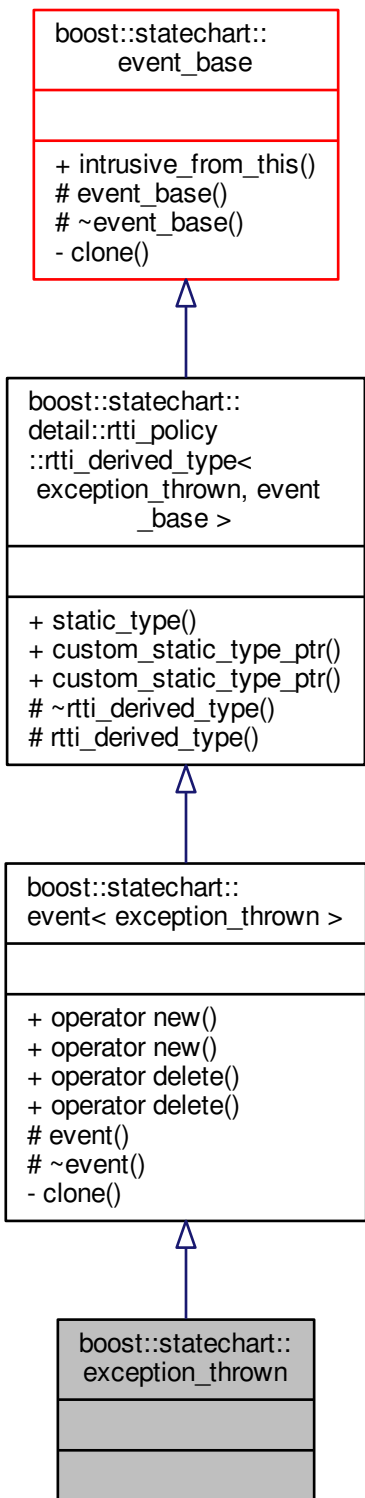 boost::statechart::
event_base
+ intrusive_from_this()
# event_base()
# ~event_base()
- clone()
boost::statechart::
detail::rtti_policy
::rtti_derived_type<
exception_thrown, event
_base >
+ static_type()
+ custom_static_type_ptr()
+ custom_static_type_ptr()
# ~rtti_derived_type()
# rtti_derived_type()
boost::statechart::
event< exception_thrown >
+ operator new()
+ operator new()
+ operator delete()
+ operator delete()
# event()
# ~event()
- clone()
boost::statechart::
exception_thrown